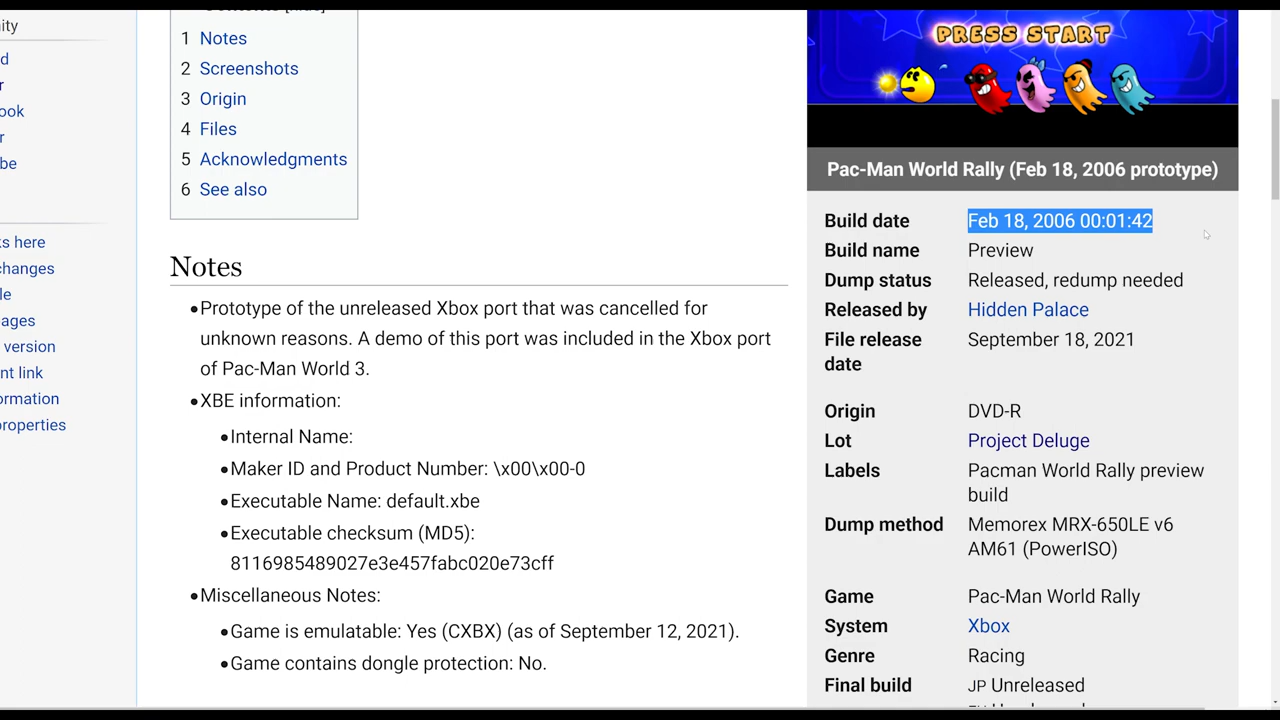 ity
d
r
ook
r
be
ks here
changes
le
ages
version
nt link
ormation
properties
1 Notes
2 Screenshots
3 Origin
4 Files
5 Acknowledgments
6 See also
Notes
•Prototype of the unreleased Xbox port that was cancelled for
unknown reasons. A demo of this port was included in the Xbox port
of Pac-Man World 3.
•XBE information:
•Internal Name:
•Maker ID and Product Number: \x00\x00-0
•Executable Name: default.xbe
•Executable checksum (MD5):
8116985489027e3e457fabc020e73cff
•Miscellaneous Notes:
•Game is emulatable: Yes (CXBX) (as of September 12, 2021).
•Game contains dongle protection: No.
PRESS START
Pac-Man World Rally (Feb 18, 2006 prototype)
Build date Feb 18, 2006 00:01:42
Build name Preview
Dump status Released, redump needed
Released by Hidden Palace
File release September 18, 2021
date
Origin DVD-R
Lot Project Deluge
Labels Pacman World Rally preview
build
Dump method Memorex MRX-650LE v6
AM61 (PowerISO)
Game Pac-Man World Rally
System Xbox
Genre Racing
Final build JP Unreleased